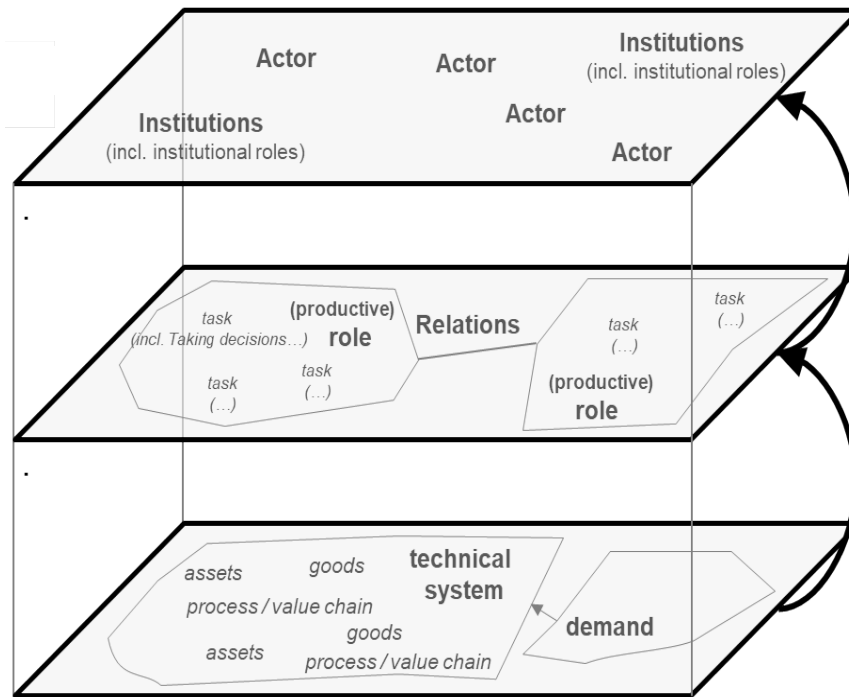 Actor
Actor
Institutions
(incl. institutional roles)
Actor
Institutions
(incl. institutional roles)
Actor
.
task
(incl. Taking decisions…)
(productive)
role
Relations
task
(…)
task
(…)
task
(…)
task
(…)
(productive)
role
.
assets
goods
technical
system
process / value chain
goods
assets
process / value chain
demand